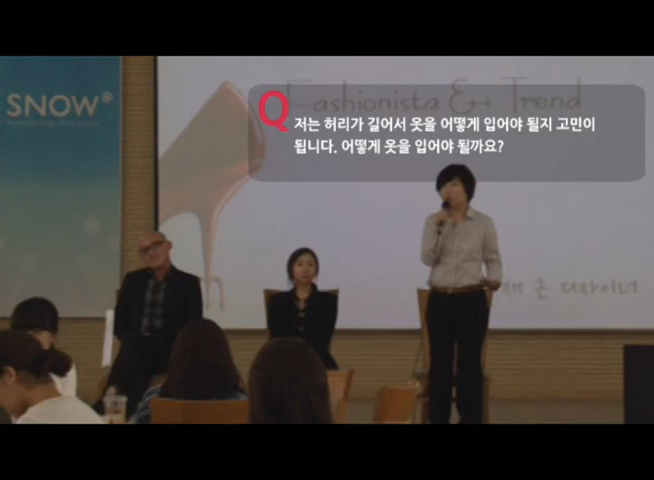 SNOW
Fashionista & Trend
Q
저는 허리가 길어서 옷을 어떻게 입어야 될지 고민이
됩니다. 어떻게 옷을 입어야 될까요?
디자이너